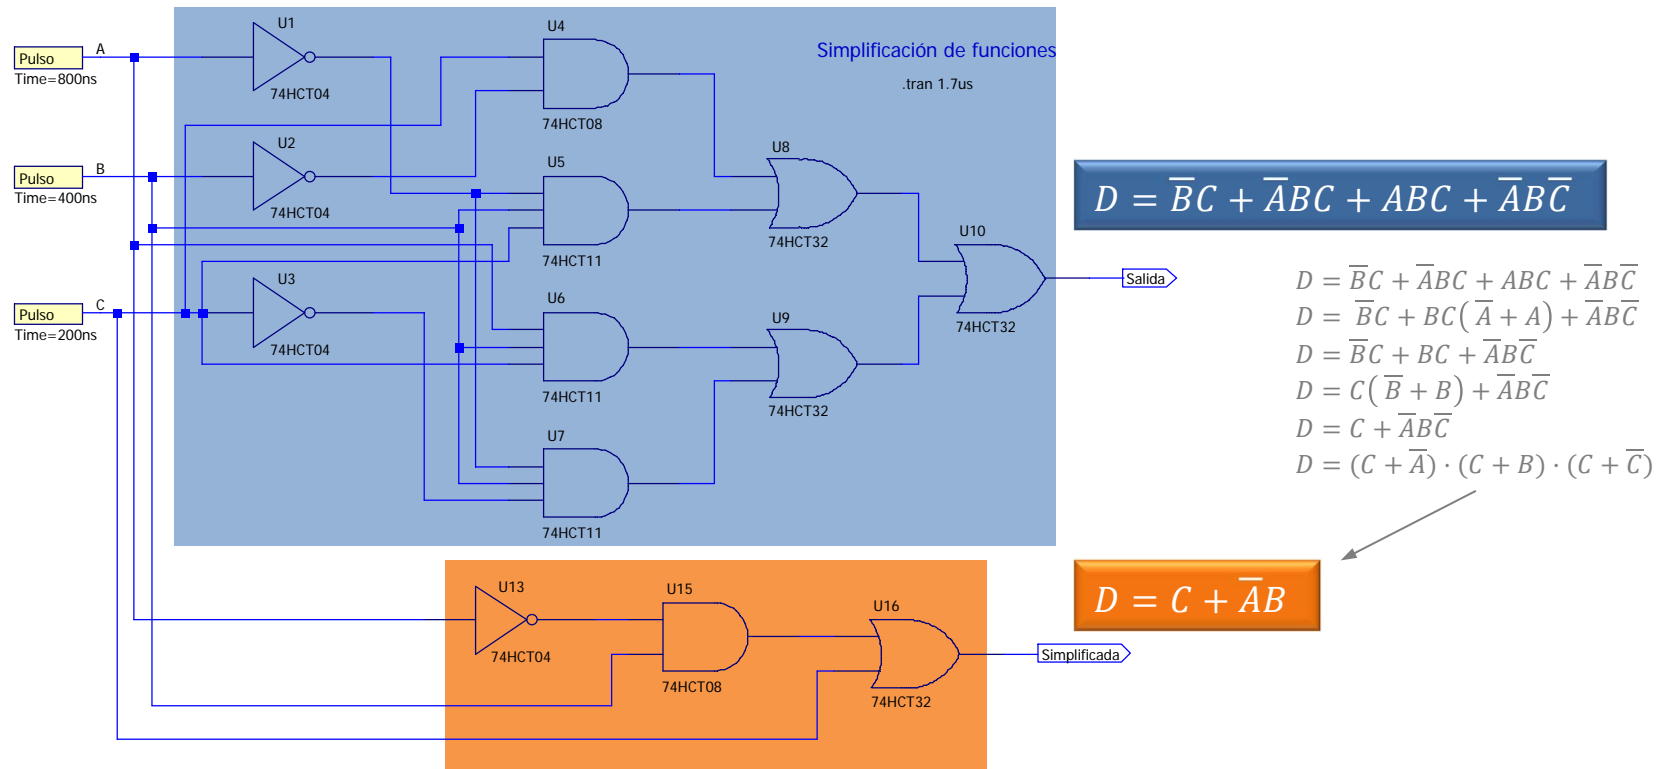 Simplificación de funciones
.tran 1.7us
A
Pulso
Time=800ns
B
Pulso
Time=400ns
C
Pulso
Time=200ns
U1
74HCT04
U2
74HCT04
U3
74HCT04
U4
74HCT08
U5
74HCT11
U6
74HCT11
U7
74HCT11
U8
74HCT32
U9
74HCT32
U10
74HCT32
Salida
D = B̅C + A̅BC + ABC + A̅BC̅
D = B̅C + A̅BC + ABC + A̅BC̅
D = B̅C + BC(A̅ + A) + A̅BC̅
D = B̅C + BC + A̅BC̅
D = C(B̅ + B) + A̅BC̅
D = C + A̅BC̅
D = (C + A̅) · (C + B) · (C + C̅)
D = C + A̅B
U13
74HCT04
U15
74HCT08
U16
74HCT32
Simplificada